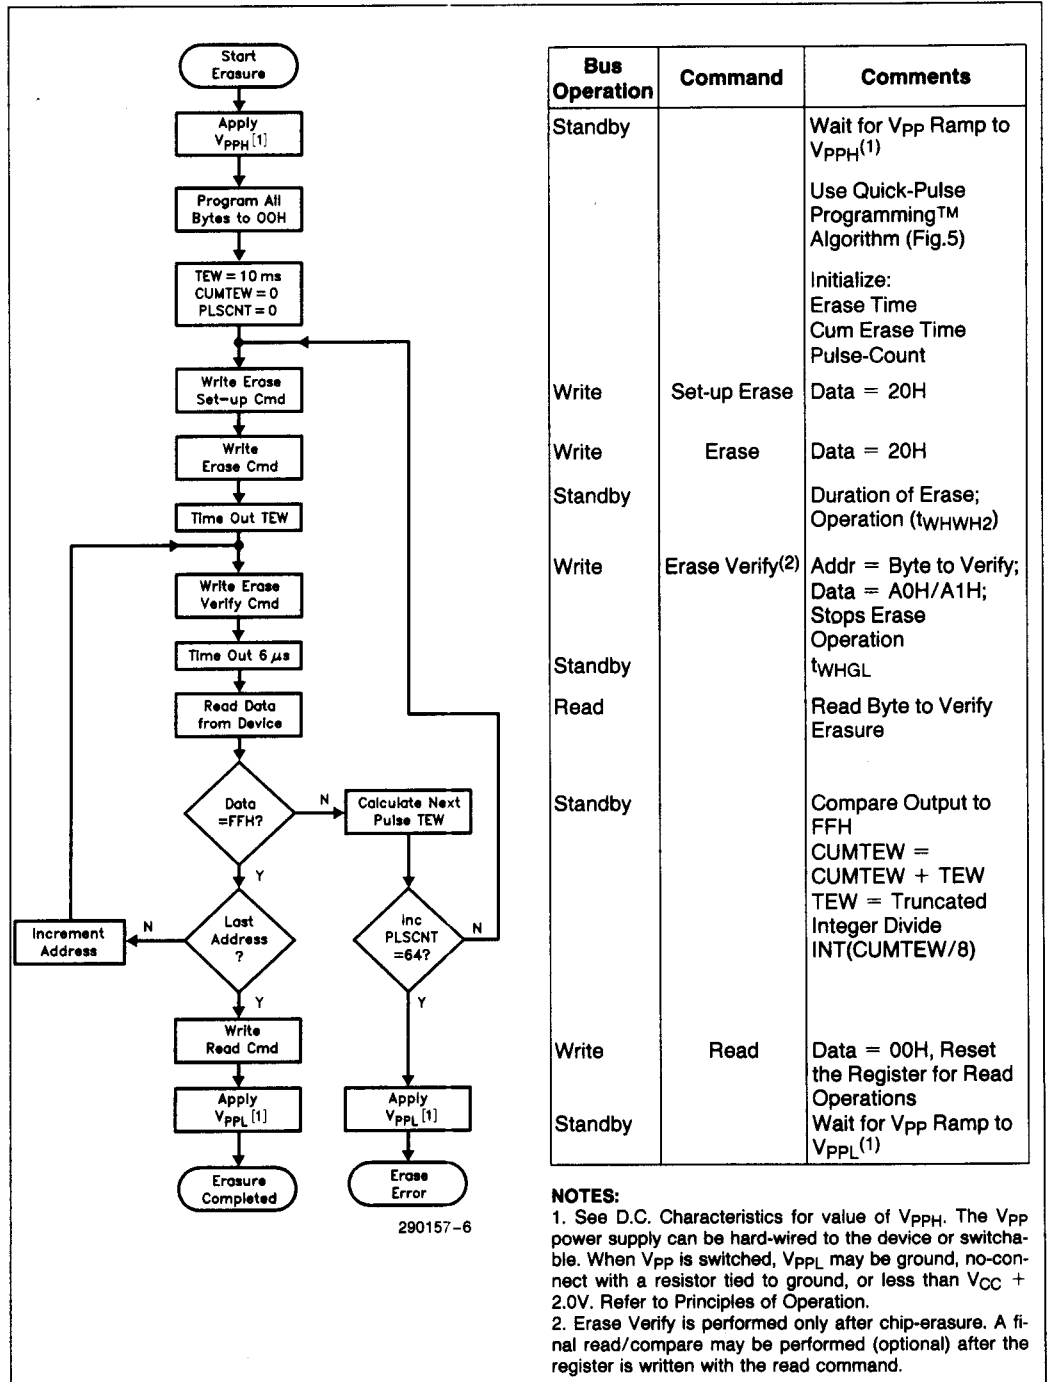 Start
Erasure
Apply
VPPH [1]
Program All
Bytes to 00H
TEW = 10 ms
CUMTEW = 0
PLSCNT = 0
Write Erase
Set-up Cmd
Write
Erase Cmd
Time Out TEW
Write Erase
Verify Cmd
Time Out 6 µs
Read Data
from Device
Data
=FFH?
N
Calculate Next
Pulse TEW
Y
Last
Address
?
N
Increment
Address
Inc
PLSCNT
=64?
N
Y
Y
Write
Read Cmd
Apply
VPPL [1]
Apply
VPPL [1]
Erasure
Completed
Erase
Error
290157-6
Bus
Operation
Command
Comments
Standby
Wait for VPP Ramp to
VPPH(1)
Use Quick-Pulse
Programming™
Algorithm (Fig.5)
Initialize:
Erase Time
Cum Erase Time
Pulse-Count
Write Set-up Erase Data = 20H
Write Erase Data = 20H
Standby Duration of Erase;
Operation (tWHWH2)
Write Erase Verify(2) Addr = Byte to Verify;
Data = A0H/A1H;
Stops Erase
Operation
Standby tWHGL
Read Read Byte to Verify
Erasure
Standby Compare Output to
FFH
CUMTEW =
CUMTEW + TEW
TEW = Truncated
Integer Divide
INT(CUMTEW/8)
Write Read Data = 00H, Reset
the Register for Read
Operations
Standby Wait for VPP Ramp to
VPPL(1)
NOTES:
1. See D.C. Characteristics for value of VPPH. The VPP
power supply can be hard-wired to the device or switcha-
ble. When VPP is switched, VPPL may be ground, no-con-
nect with a resistor tied to ground, or less than VCC +
2.0V. Refer to Principles of Operation.
2. Erase Verify is performed only after chip-erasure. A fi-
nal read/compare may be performed (optional) after the
register is written with the read command.